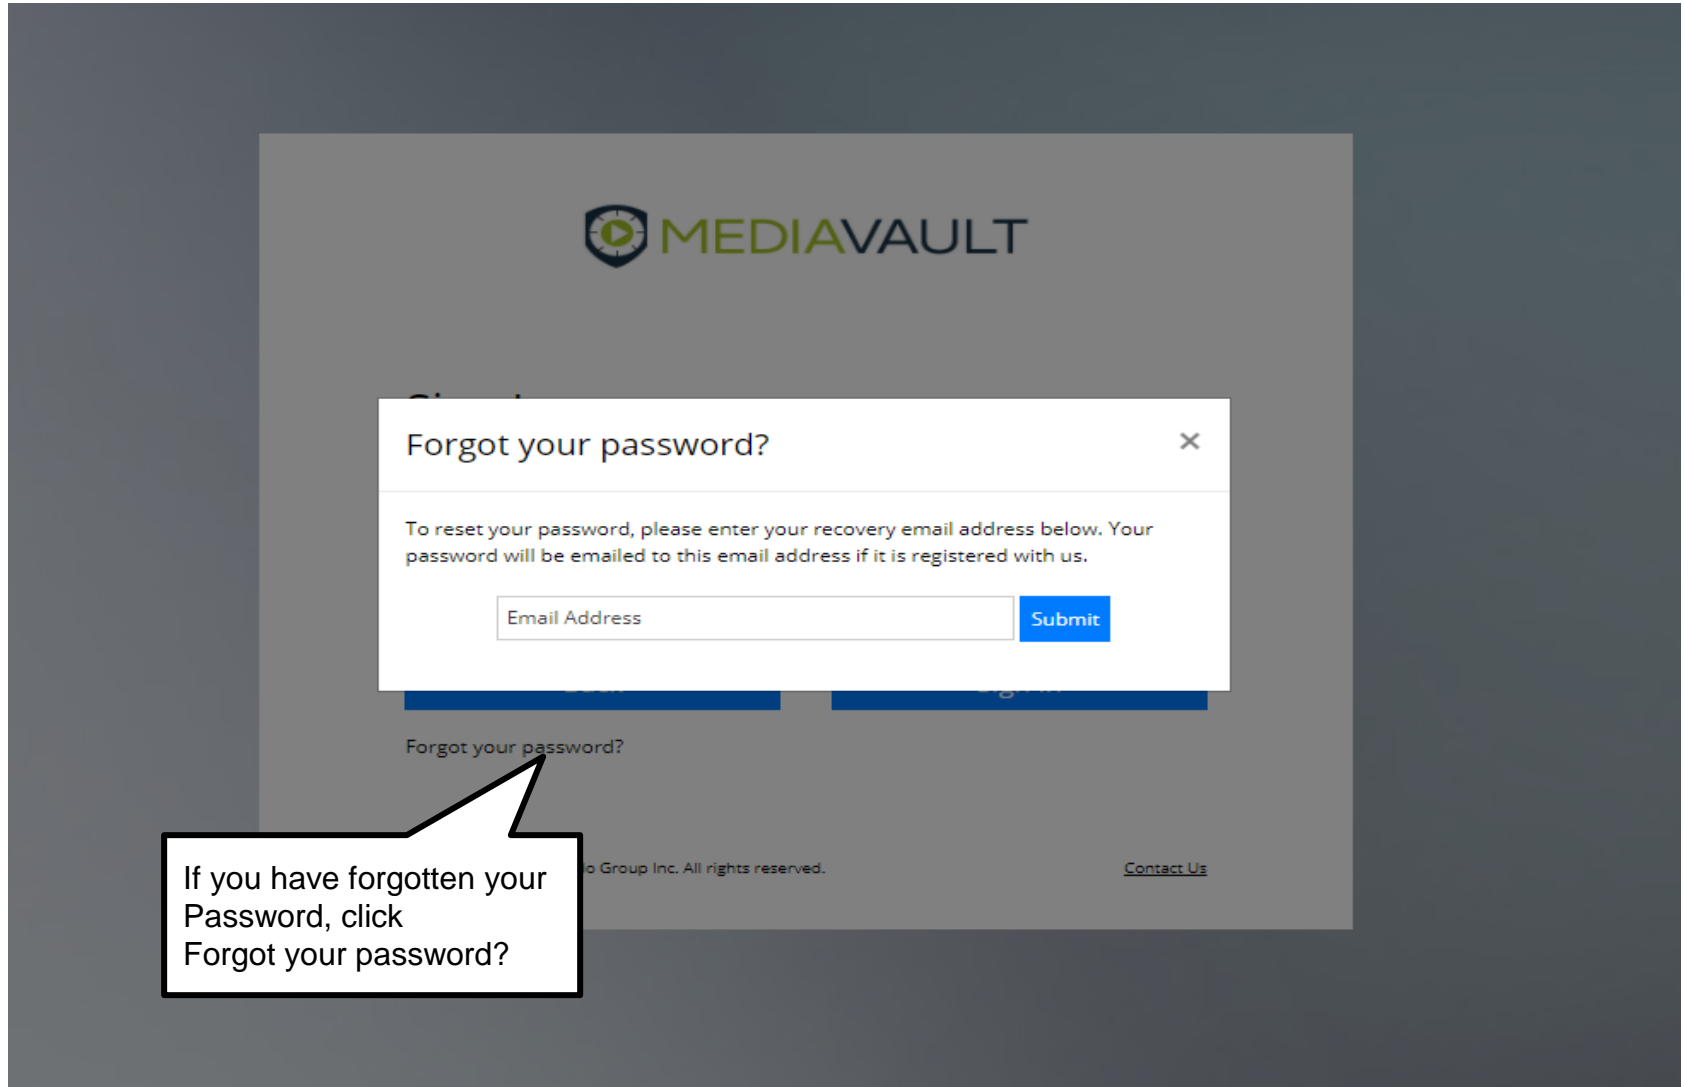 MEDIAVAULT
Forgot your password?
×
To reset your password, please enter your recovery email address below. Your
password will be emailed to this email address if it is registered with us.
Email Address
Submit
Forgot your password?
Group Inc. All rights reserved.
Contact Us
If you have forgotten your
Password, click
Forgot your password?